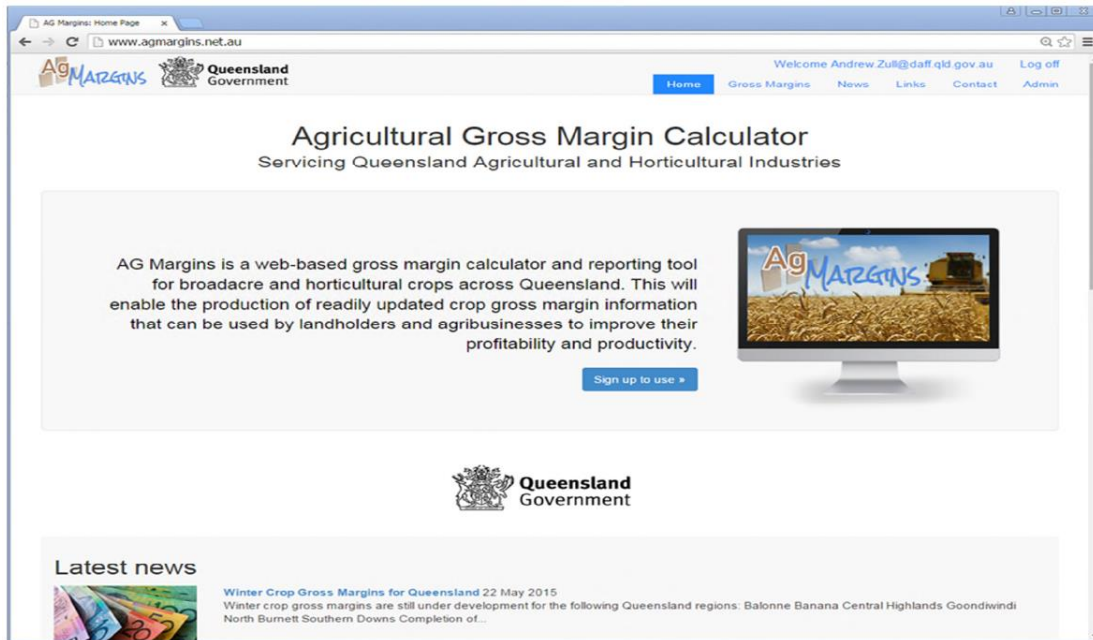 AG Margins: Home Page
www.agmargins.net.au
Ag MARGINS
Queensland
Government
Welcome Andrew.Zull@daff.qld.gov.au Log off
Home Gross Margins News Links Contact Admin
Agricultural Gross Margin Calculator
Servicing Queensland Agricultural and Horticultural Industries
AG Margins is a web-based gross margin calculator and reporting tool
for broadacre and horticultural crops across Queensland. This will
enable the production of readily updated crop gross margin information
that can be used by landholders and agribusinesses to improve their
profitability and productivity.
Sign up to use »
Ag MARGINS
Queensland
Government
Latest news
Winter Crop Gross Margins for Queensland 22 May 2015
Winter crop gross margins are still under development for the following Queensland regions: Balonne Banana Central Highlands Goondiwindi
North Burnett Southern Downs Completion of...